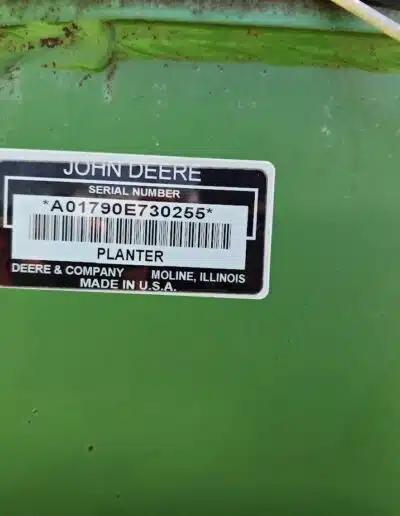 JOHN DEERE
SERIAL NUMBER
*A01790E730255*
PLANTER
DEERE & COMPANY MOLINE, ILLINOIS
MADE IN U.S.A.